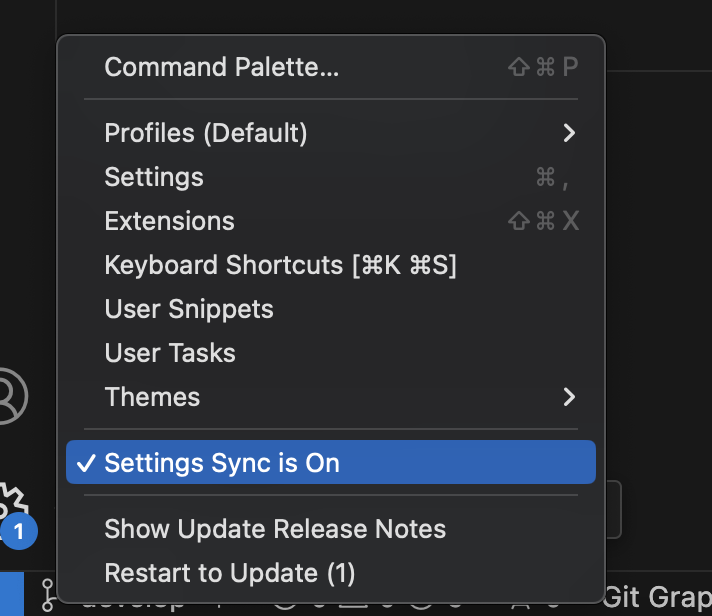 Command Palette... ⇧⌘P
Profiles (Default)
Settings ⌘,
Extensions ⇧⌘X
Keyboard Shortcuts [⌘K ⌘S]
User Snippets
User Tasks
Themes
✓ Settings Sync is On
Show Update Release Notes
1
Restart to Update (1)
develop
Git Grap